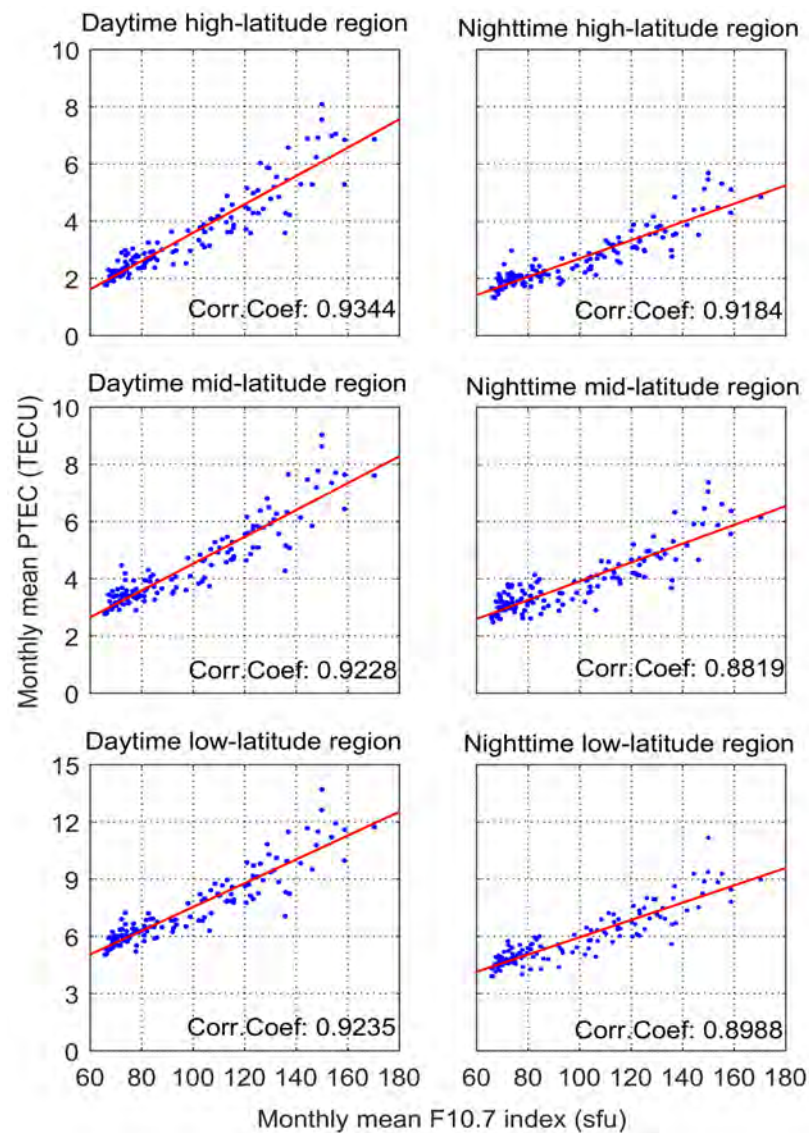 Daytime high-latitude region
Nighttime high-latitude region
10
8
6
4
2
0
Corr.Coef: 0.9344
Corr.Coef: 0.9184
Daytime mid-latitude region
Nighttime mid-latitude region
10
8
6
4
2
0
Monthly mean PTEC (TECU)
Corr.Coef: 0.9228
Corr.Coef: 0.8819
Daytime low-latitude region
Nighttime low-latitude region
15
12
9
6
3
0
Corr.Coef: 0.9235
Corr.Coef: 0.8988
60 80 100 120 140 160 180
60 80 100 120 140 160 180
Monthly mean F10.7 index (sfu)